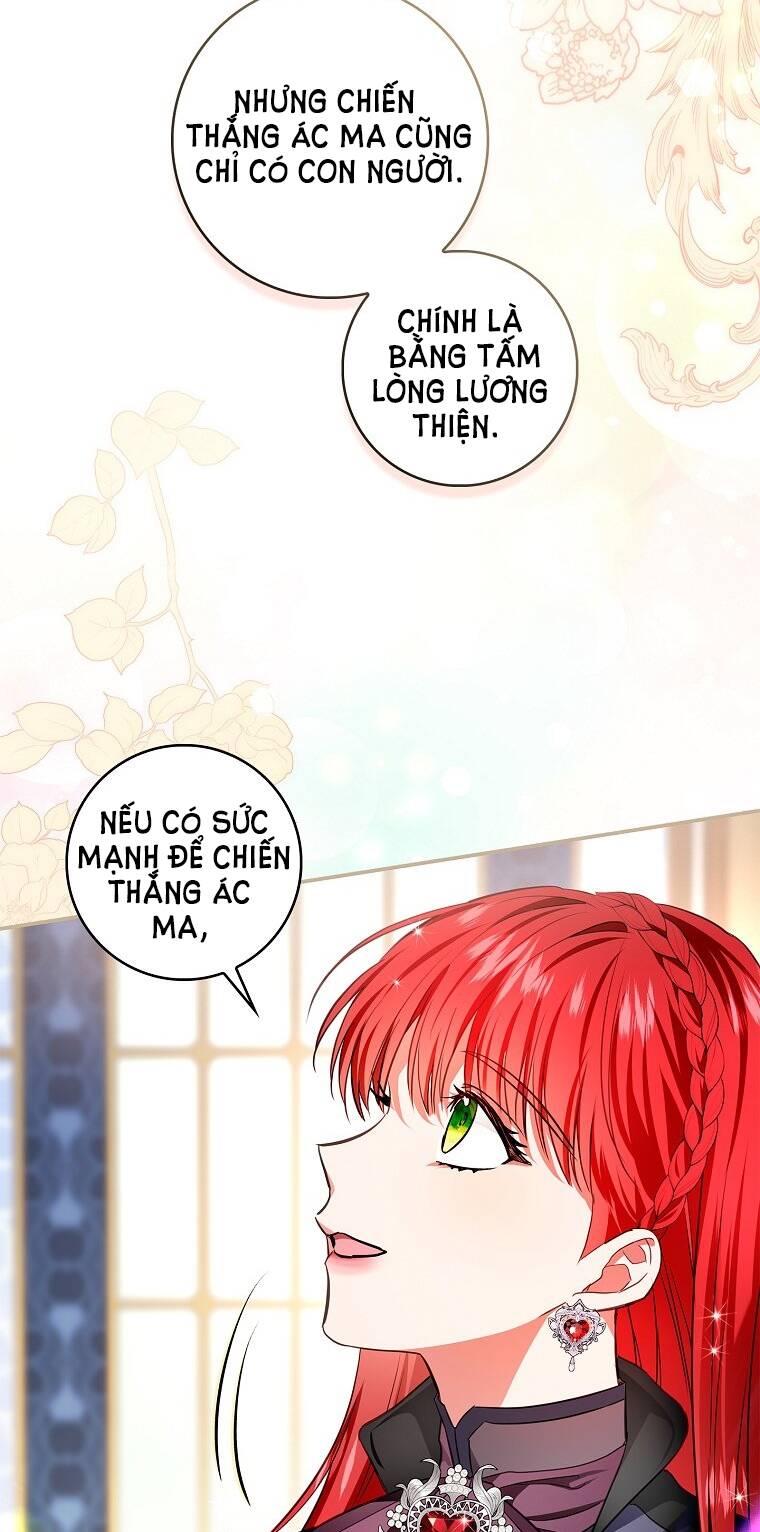 NHƯNG CHIẾN
THẮNG ÁC MA CŨNG
CHỈ CÓ CON NGƯỜI.
CHÍNH LÀ
BẰNG TẤM
LÒNG LƯƠNG
THIỆN.
NẾU CÓ SỨC
MẠNH ĐỂ CHIẾN
THẮNG ÁC
MA,